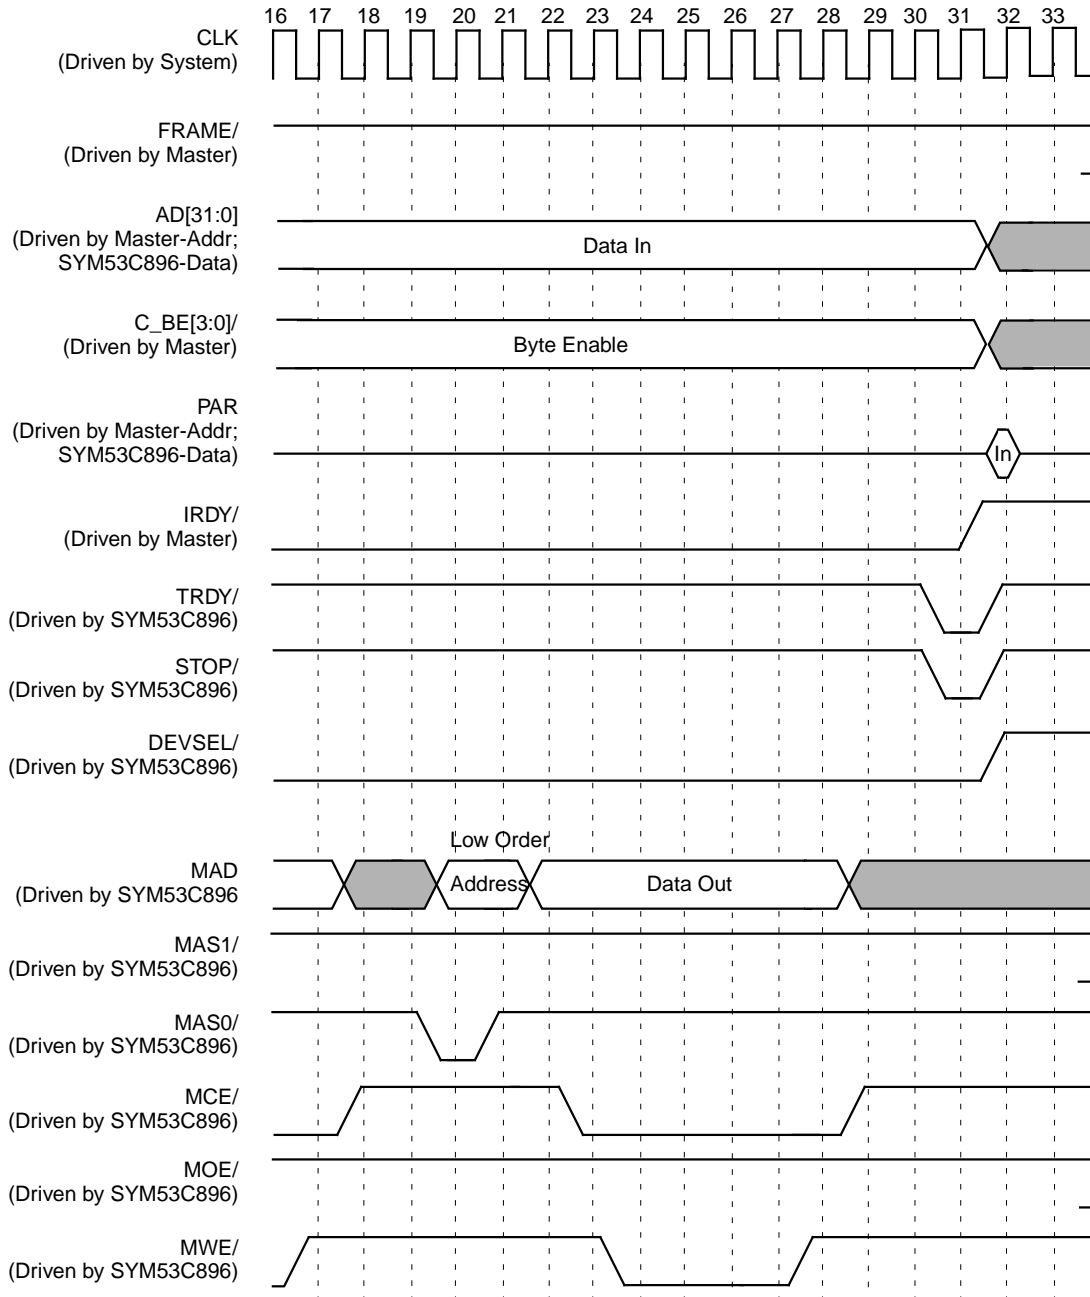 16 17 18 19 20 21 22 23 24 25 26 27 28 29 30 31 32 33
CLK
(Driven by System)
FRAME/
(Driven by Master)
AD[31:0]
(Driven by Master-Addr;
SYM53C896-Data)
Data In
C_BE[3:0]/
(Driven by Master)
Byte Enable
PAR
(Driven by Master-Addr;
SYM53C896-Data)
In
IRDY/
(Driven by Master)
TRDY/
(Driven by SYM53C896)
STOP/
(Driven by SYM53C896)
DEVSEL/
(Driven by SYM53C896)
Low Order
MAD
(Driven by SYM53C896
Address
Data Out
MAS1/
(Driven by SYM53C896)
MAS0/
(Driven by SYM53C896)
MCE/
(Driven by SYM53C896)
MOE/
(Driven by SYM53C896)
MWE/
(Driven by SYM53C896)